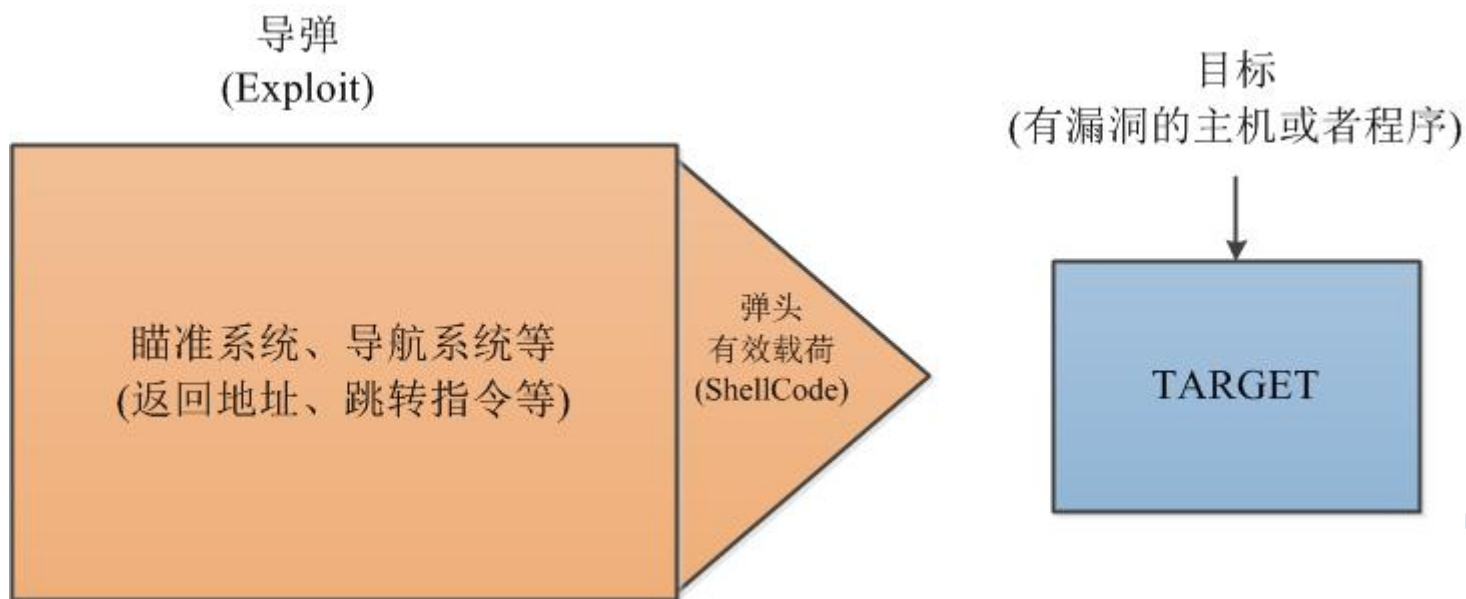 导弹
(Exploit)
目标
(有漏洞的主机或者程序)
瞄准系统、导航系统等
(返回地址、跳转指令等)
弹头
有效载荷
(ShellCode)
TARGET